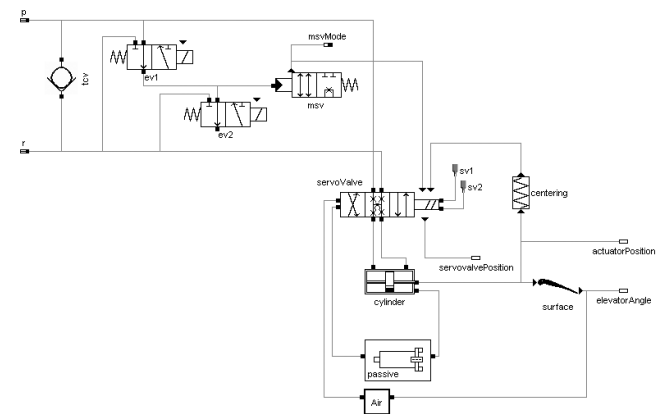 p
msvMode
tcv
ev1
msv
ev2
r
sv1
servoValve
sv2
centering
actuatorPosition
servovalvePosition
cylinder
surface
elevatorAngle
passive
Air